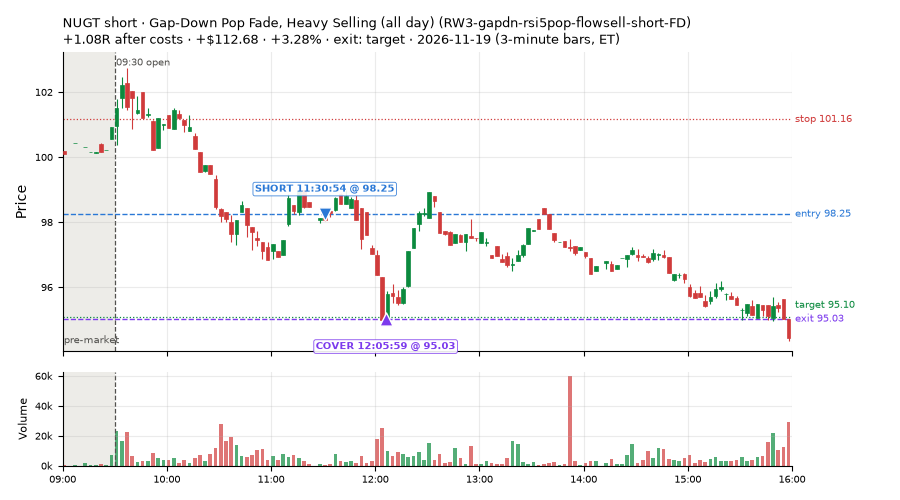 NUGT short · Gap-Down Pop Fade, Heavy Selling (all day) (RW3-gapdn-rsi5pop-flowsell-short-FD)
+1.08R after costs · +$112.68 · +3.28% · exit: target · 2026-11-19 (3-minute bars, ET)
09:30 open
102
stop 101.16
100
SHORT 11:30:54 @ 98.25
entry 98.25
98
Price
96
target 95.10
exit 95.03
pre-market
COVER 12:05:59 @ 95.03
60k
40k
Volume
20k
0k
09:00
10:00
11:00
12:00
13:00
14:00
15:00
16:00